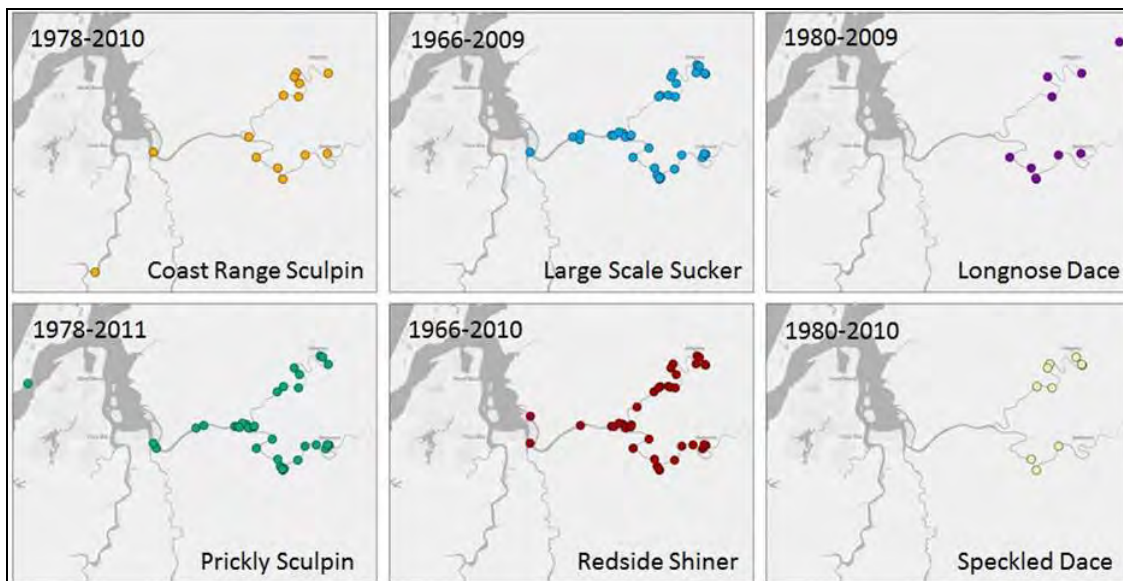 1978-2010
Coast Range Sculpin
1966-2009
Large Scale Sucker
1980-2009
Longnose Dace
1978-2011
Prickly Sculpin
1966-2010
Redside Shiner
1980-2010
Speckled Dace